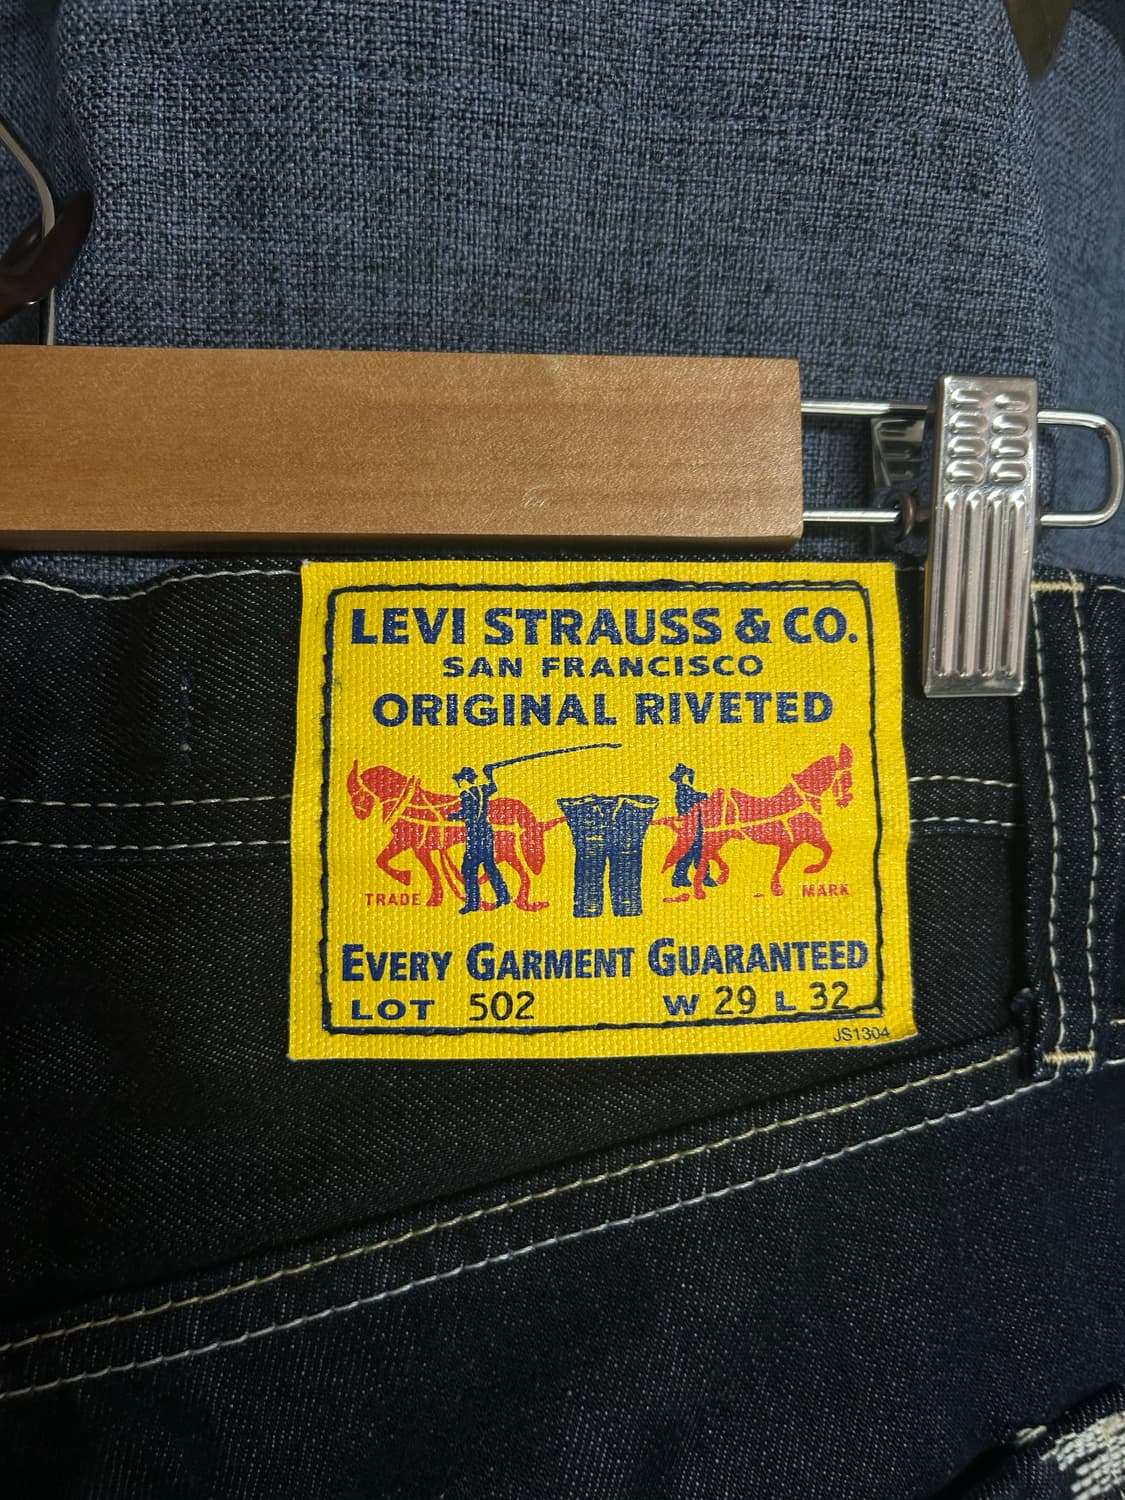 LEVI STRAUSS & CO.
SAN FRANCISCO
ORIGINAL RIVETED
TRADE MARK
EVERY GARMENT GUARANTEED
LOT 502 W 29 L 32
JS1304